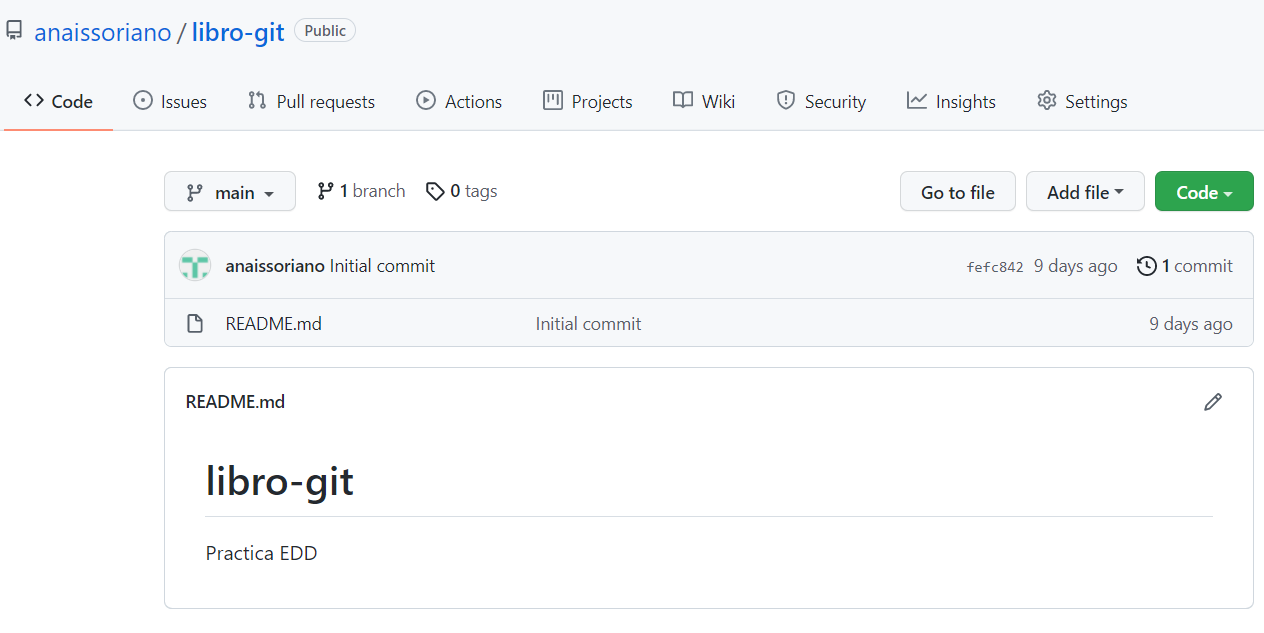 anaissoriano / libro-git Public
Code Issues Pull requests Actions Projects Wiki Security Insights Settings
main 1 branch 0 tags Go to file Add file Code
anaissoriano Initial commit fefc842 9 days ago 1 commit
README.md Initial commit 9 days ago
README.md
libro-git
Practica EDD